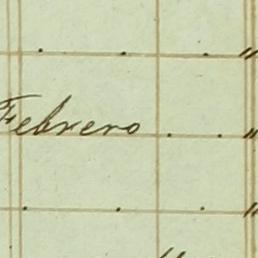 . . . "
Febrero . . "
. . . "